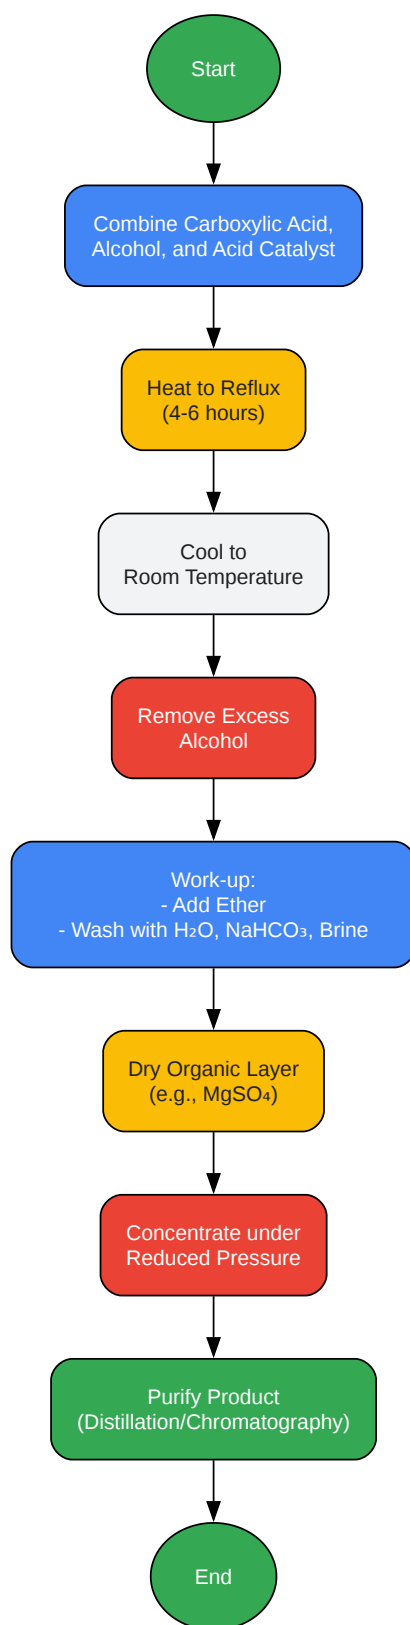 Start
Combine Carboxylic Acid,
Alcohol, and Acid Catalyst
Heat to Reflux
(4-6 hours)
Cool to
Room Temperature
Remove Excess
Alcohol
Work-up:
- Add Ether
- Wash with H₂O, NaHCO₃, Brine
Dry Organic Layer
(e.g., MgSO₄)
Concentrate under
Reduced Pressure
Purify Product
(Distillation/Chromatography)
End